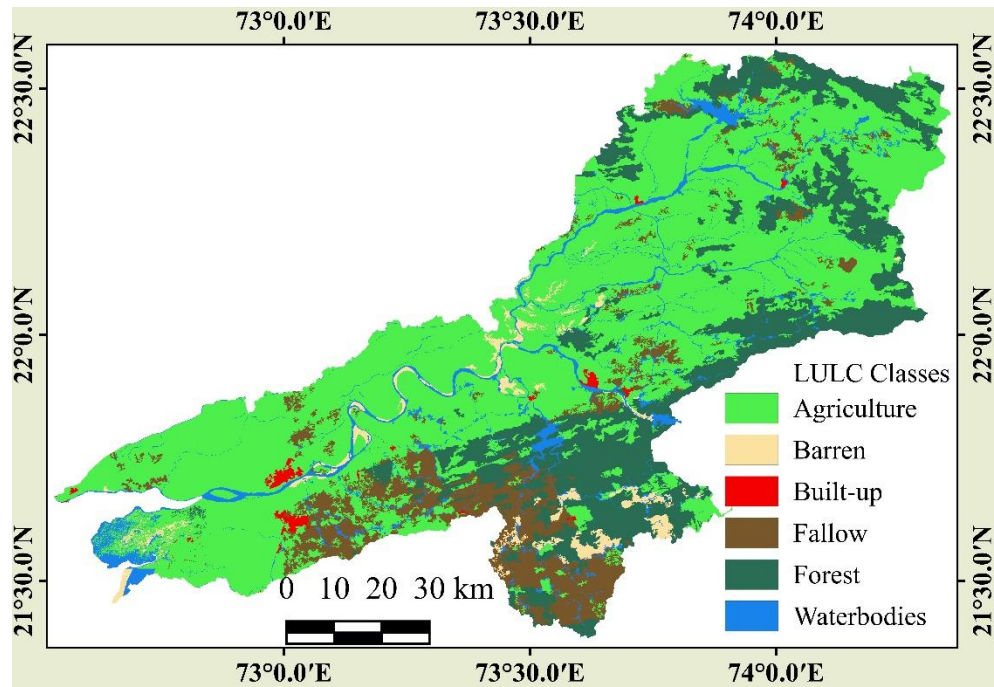 73°0.0′E 73°30.0′E 74°0.0′E
22°30.0′N 22°30.0′N
22°0.0′N 22°0.0′N
LULC Classes
Agriculture
Barren
Built-up
Fallow
Forest
Waterbodies
21°30.0′N 21°30.0′N
0 10 20 30 km
73°0.0′E 73°30.0′E 74°0.0′E